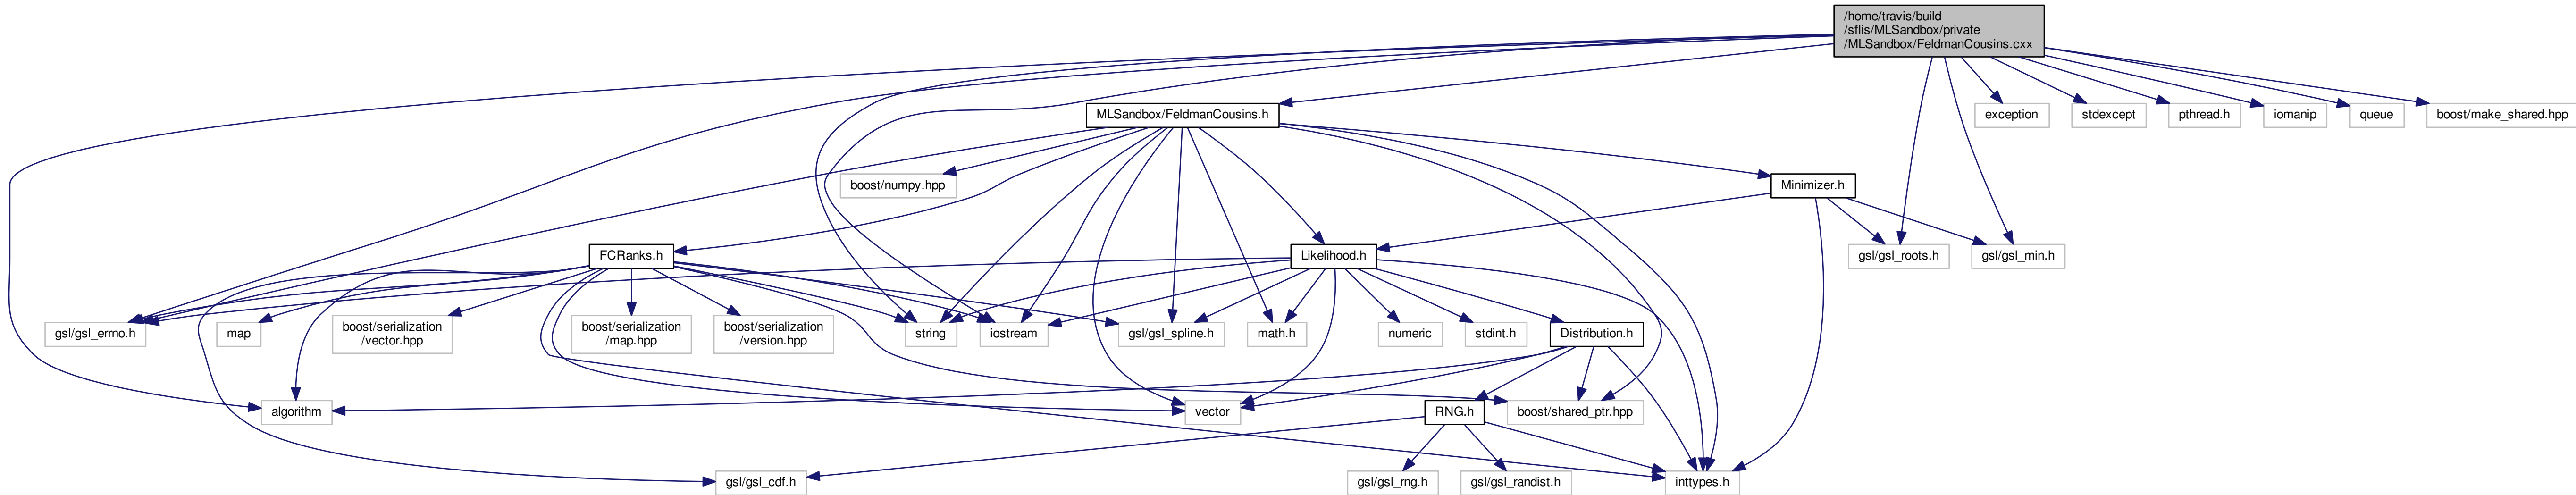 /home/travis/build
/sflis/MLSandbox/private
/MLSandbox/FeldmanCousins.cxx
MLSandbox/FeldmanCousins.h
exception
stdexcept
pthread.h
iomanip
queue
boost/make_shared.hpp
boost/numpy.hpp
Minimizer.h
FCRanks.h
Likelihood.h
gsl/gsl_roots.h
gsl/gsl_min.h
gsl/gsl_errno.h
map
boost/serialization
/vector.hpp
boost/serialization
/map.hpp
boost/serialization
/version.hpp
string
iostream
gsl/gsl_spline.h
math.h
numeric
stdint.h
Distribution.h
algorithm
vector
RNG.h
boost/shared_ptr.hpp
gsl/gsl_cdf.h
gsl/gsl_rng.h
gsl/gsl_randist.h
inttypes.h